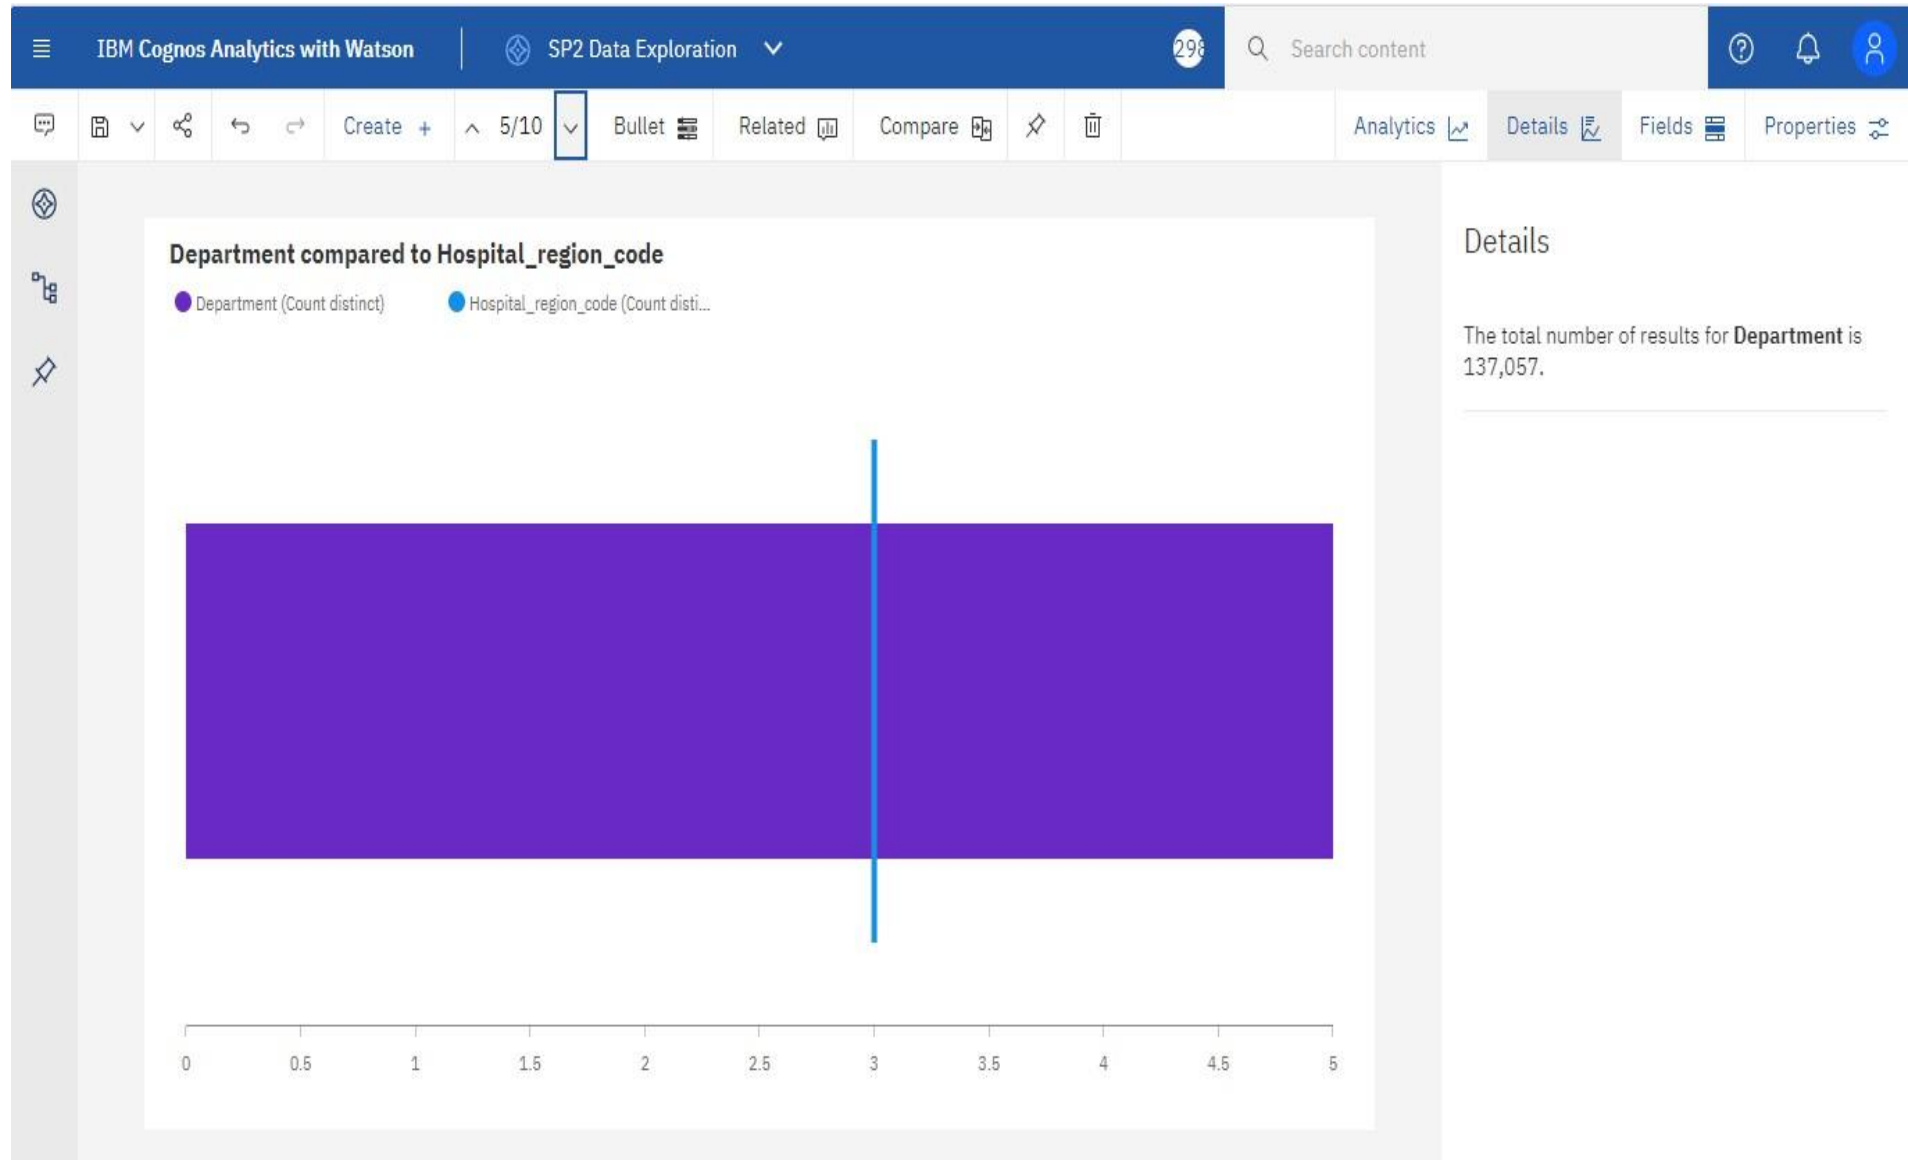 IBM Cognos Analytics with Watson SP2 Data Exploration 298 Search content
Create + 5/10 Bullet Related Compare Analytics Details Fields Properties
Department compared to Hospital_region_code
Department (Count distinct) Hospital_region_code (Count disti...
0 0.5 1 1.5 2 2.5 3 3.5 4 4.5 5
Details
The total number of results for Department is
137,057.